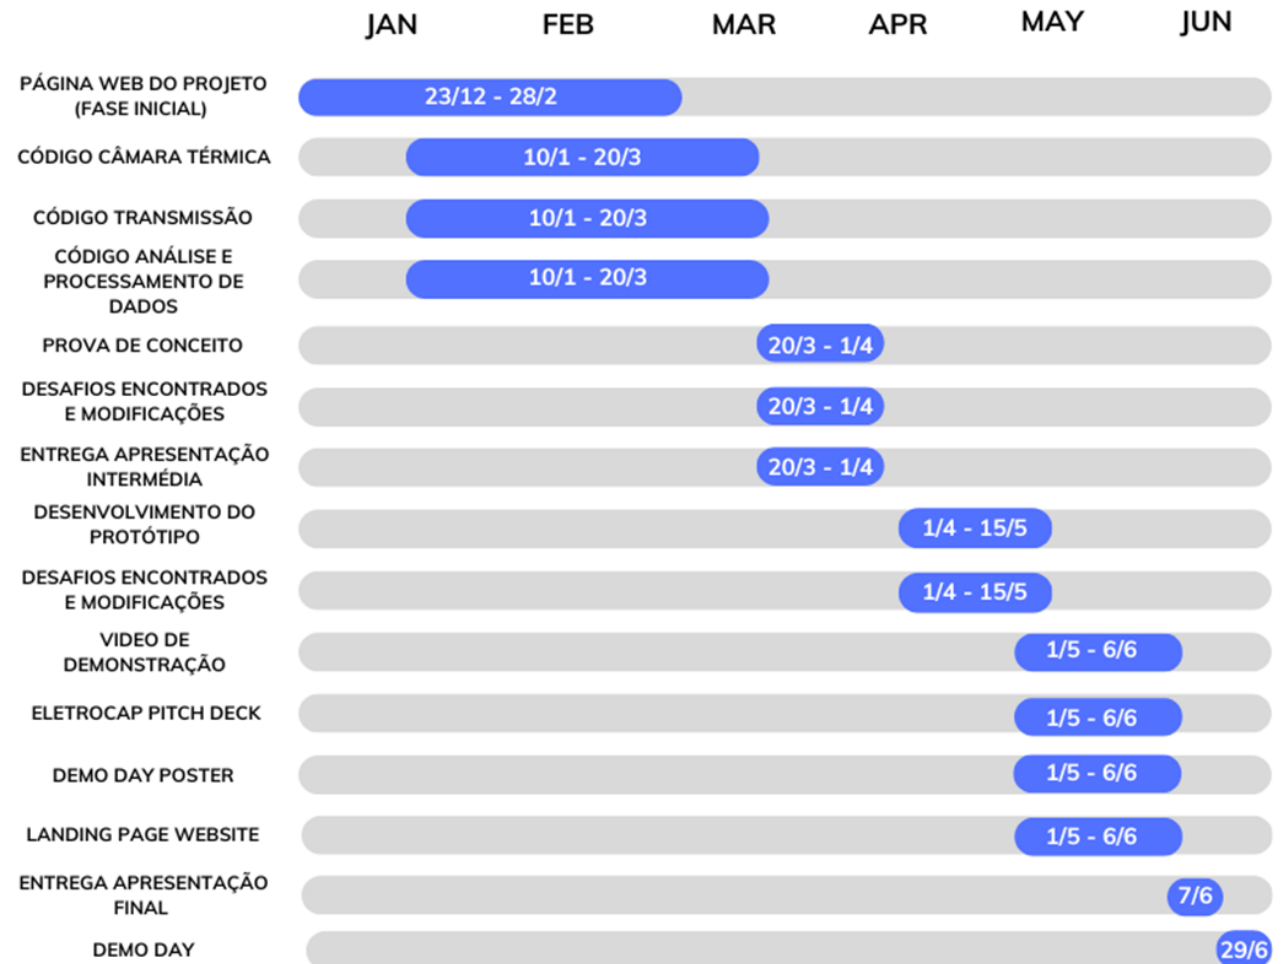 JAN FEB MAR APR MAY JUN
PÁGINA WEB DO PROJETO
(FASE INICIAL)
23/12 - 28/2
CÓDIGO CÂMARA TÉRMICA
10/1 - 20/3
CÓDIGO TRANSMISSÃO
10/1 - 20/3
CÓDIGO ANÁLISE E
PROCESSAMENTO DE
DADOS
10/1 - 20/3
PROVA DE CONCEITO
20/3 - 1/4
DESAFIOS ENCONTRADOS
E MODIFICAÇÕES
20/3 - 1/4
ENTREGA APRESENTAÇÃO
INTERMÉDIA
20/3 - 1/4
DESENVOLVIMENTO DO
PROTÓTIPO
1/4 - 15/5
DESAFIOS ENCONTRADOS
E MODIFICAÇÕES
1/4 - 15/5
VIDEO DE
DEMONSTRAÇÃO
1/5 - 6/6
ELETROCAP PITCH DECK
1/5 - 6/6
DEMO DAY POSTER
1/5 - 6/6
LANDING PAGE WEBSITE
1/5 - 6/6
ENTREGA APRESENTAÇÃO
FINAL
7/6
DEMO DAY
29/6